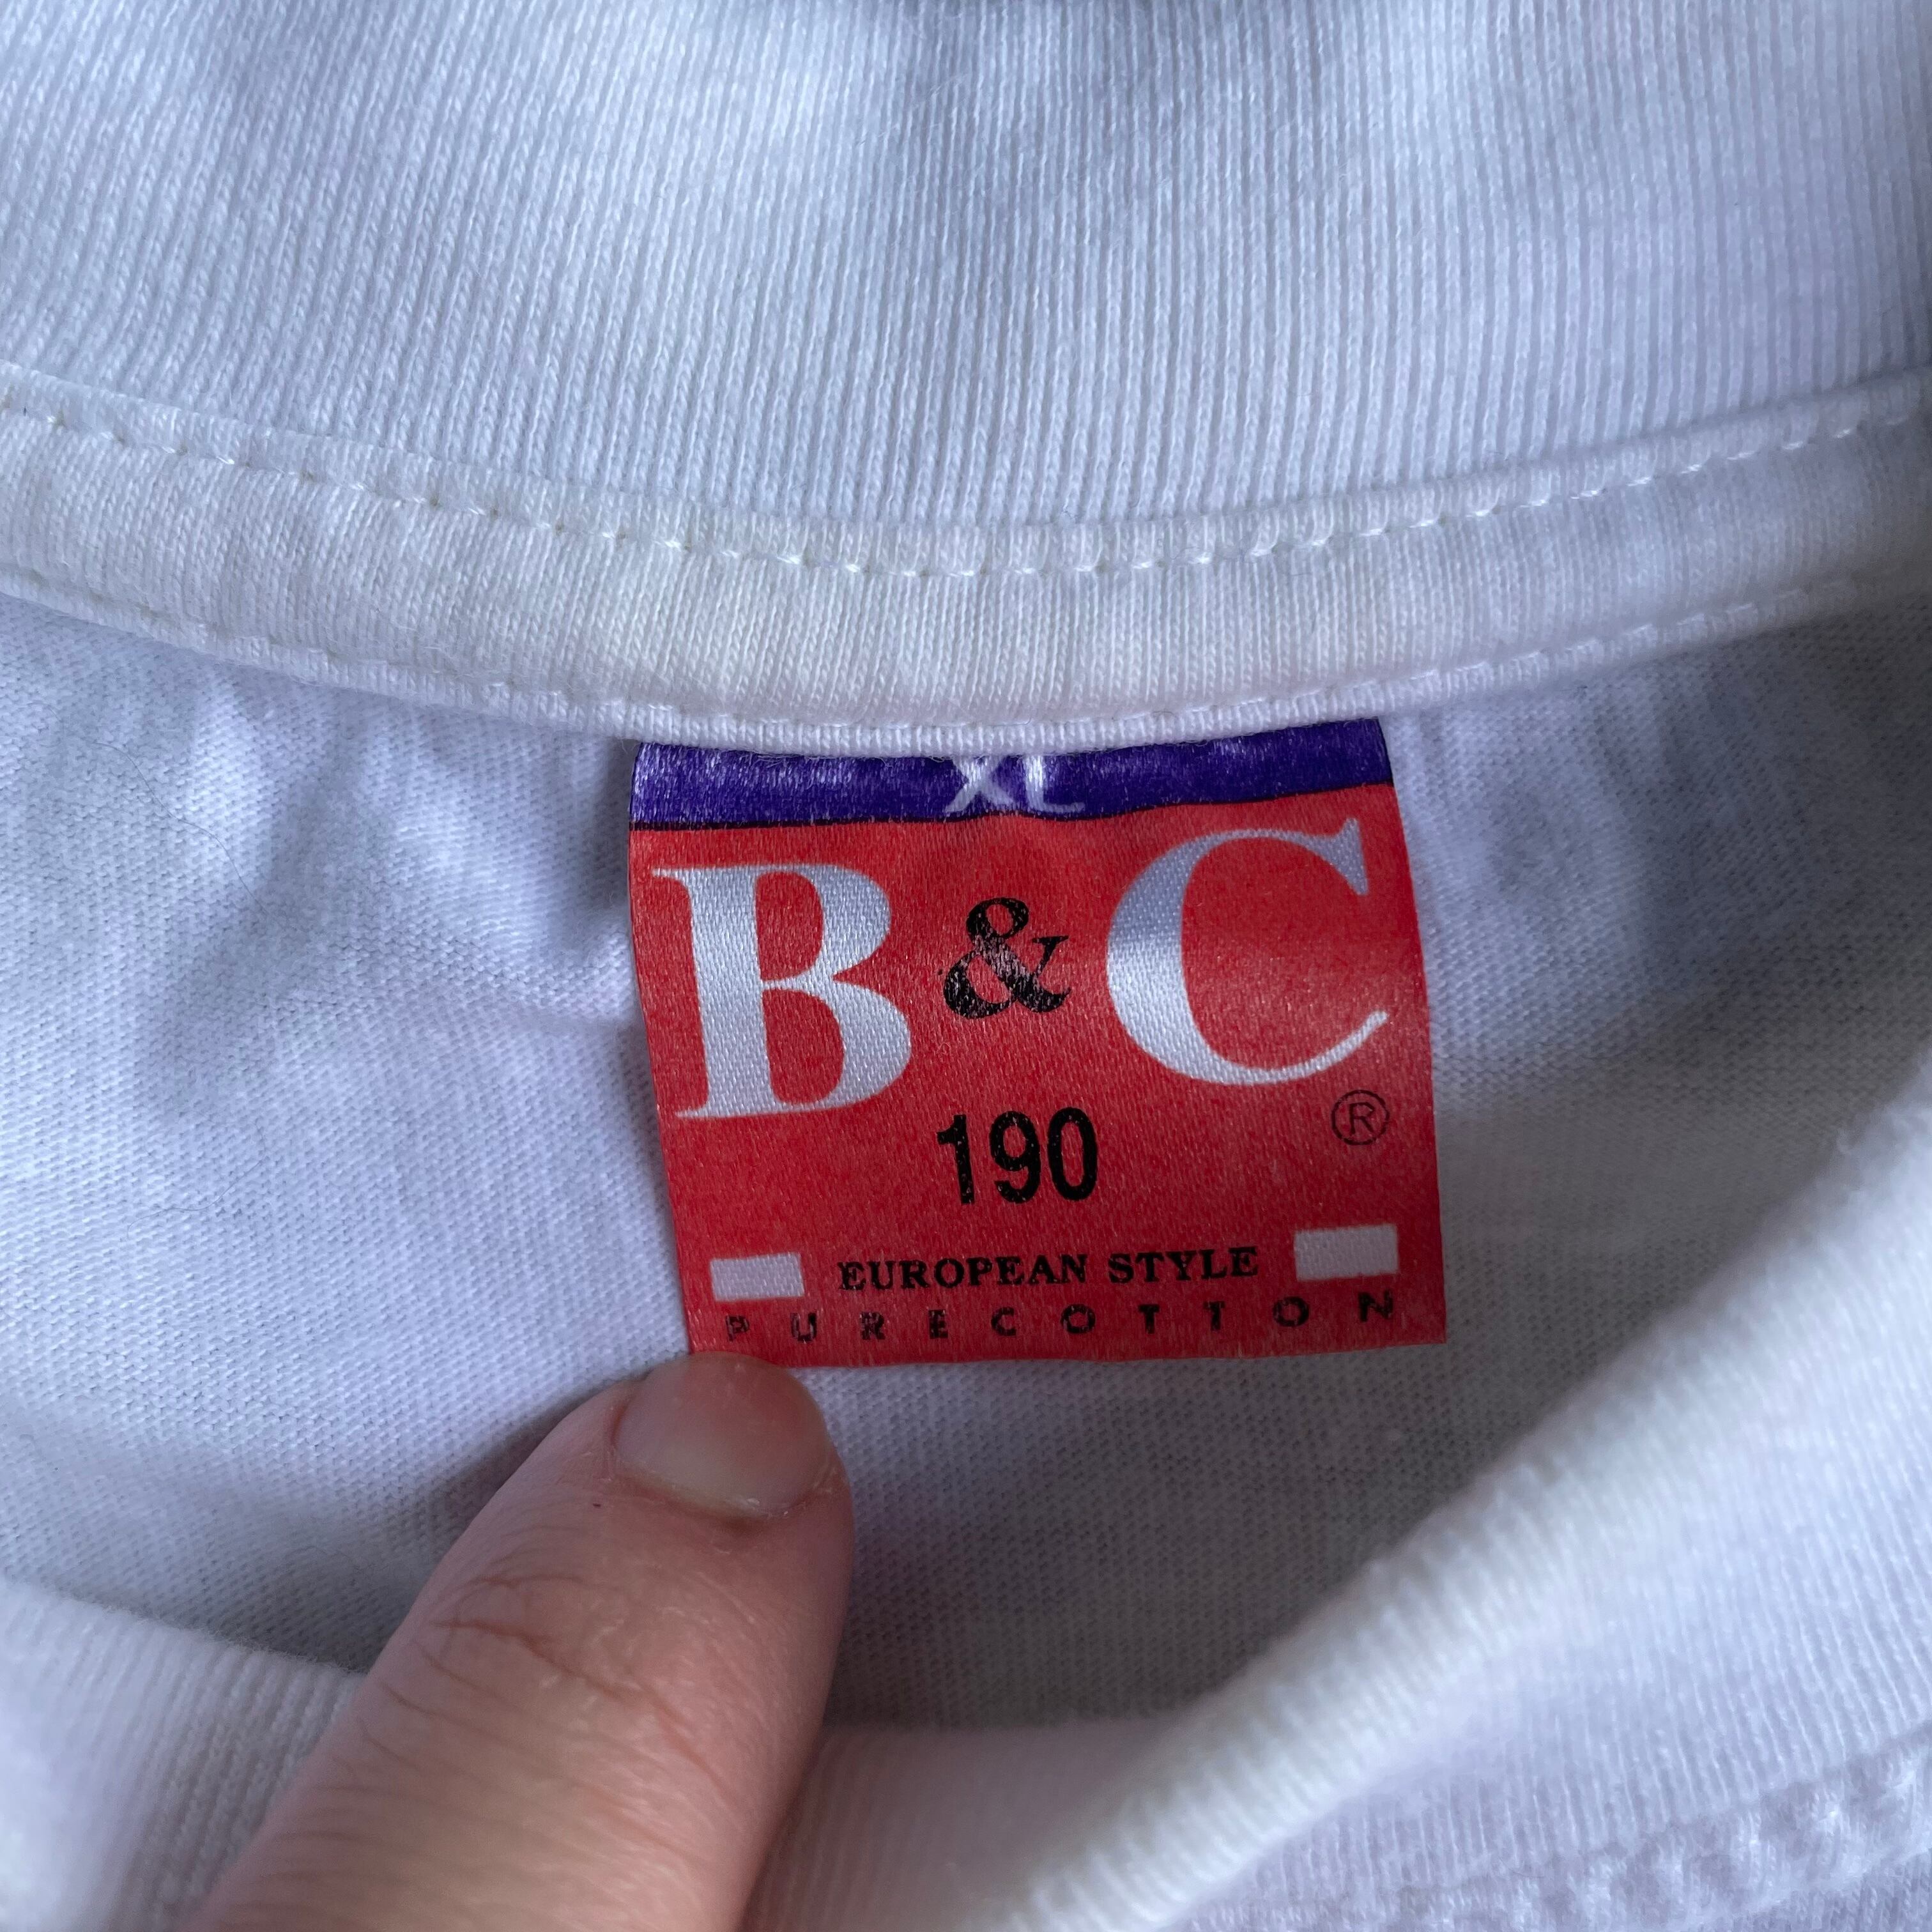 XL
B & C
190 ®
EUROPEAN STYLE
PURECOTTON